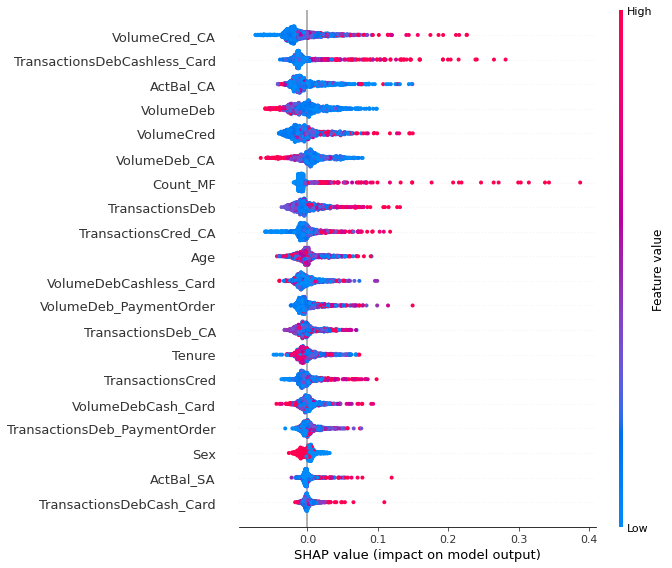 High
VolumeCred_CA
TransactionsDebCashless_Card
ActBal_CA
VolumeDeb
VolumeCred
VolumeDeb_CA
Count_MF
TransactionsDeb
TransactionsCred_CA
Age
VolumeDebCashless_Card
VolumeDeb_PaymentOrder
TransactionsDeb_CA
Tenure
TransactionsCred
VolumeDebCash_Card
TransactionsDeb_PaymentOrder
Sex
ActBal_SA
TransactionsDebCash_Card
Feature value
Low
0.0 0.1 0.2 0.3 0.4
SHAP value (impact on model output)